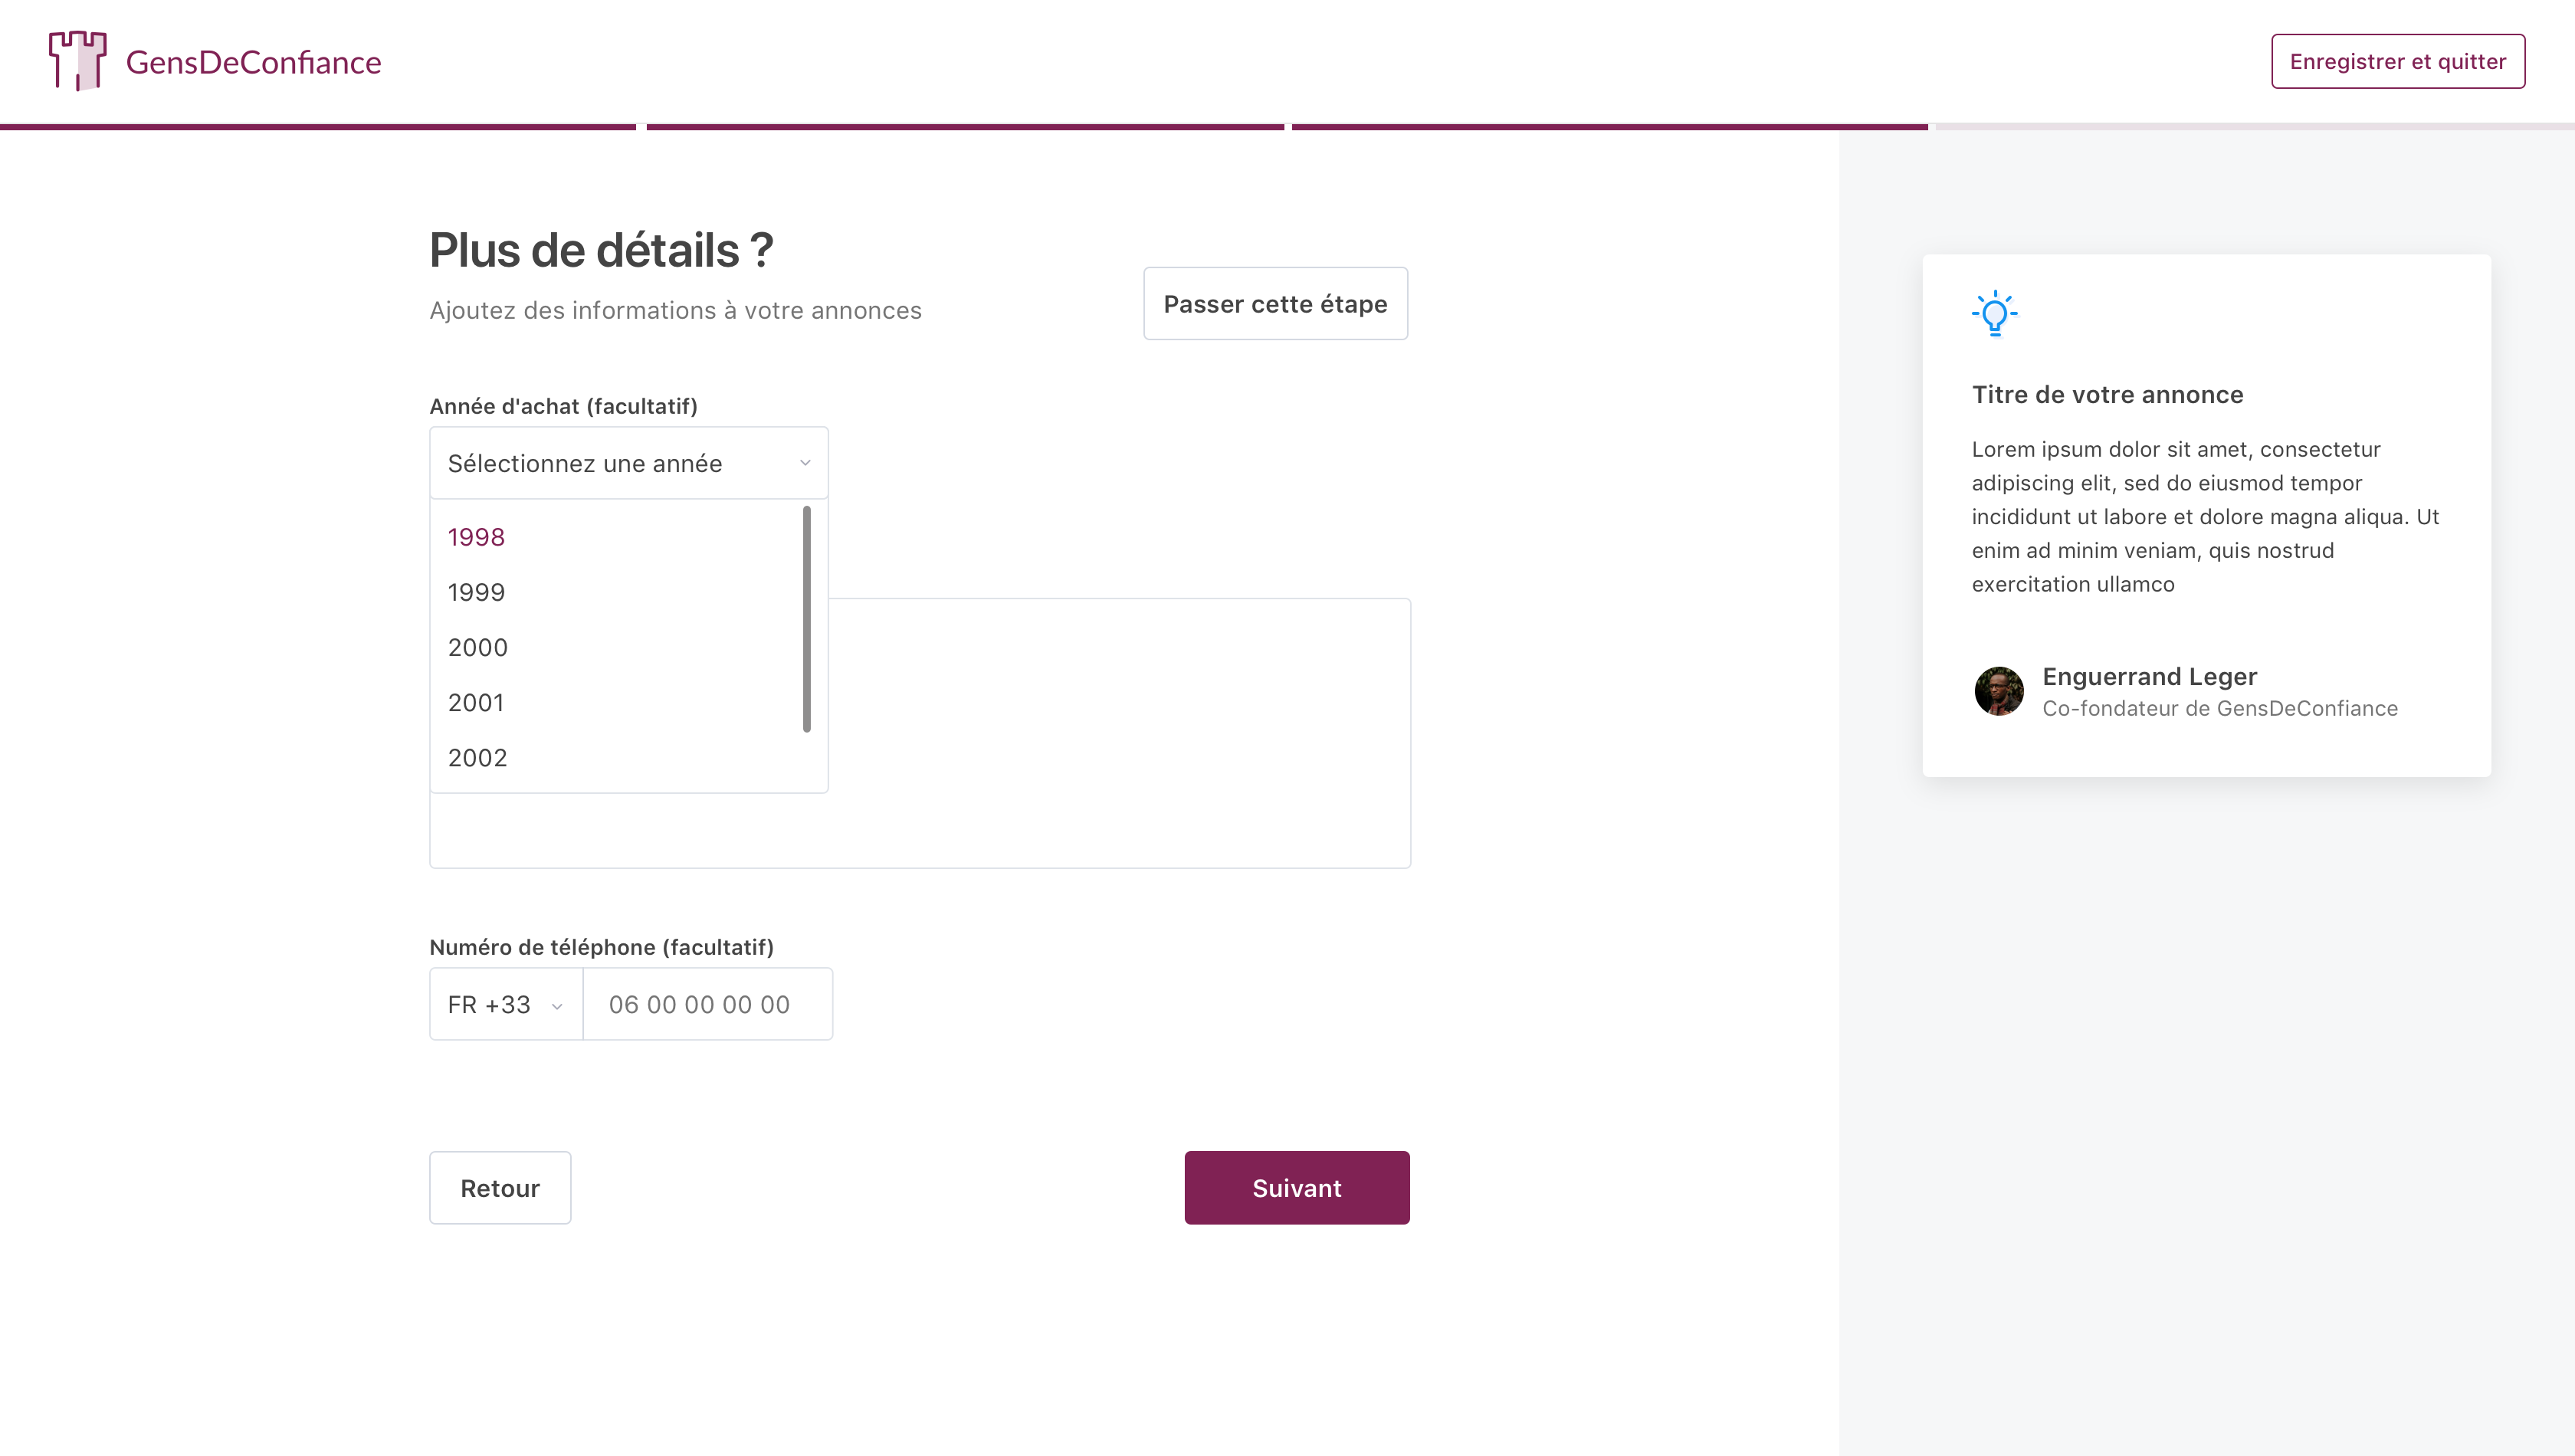 GensDeConfiance
Enregistrer et quitter
Plus de détails ?
Ajoutez des informations à votre annonces
Passer cette étape
Année d'achat (facultatif)
Sélectionnez une année
1998
1999
2000
2001
2002
Numéro de téléphone (facultatif)
FR +33
06 00 00 00 00
Retour
Suivant
Titre de votre annonce
Lorem ipsum dolor sit amet, consectetur
adipiscing elit, sed do eiusmod tempor
incididunt ut labore et dolore magna aliqua. Ut
enim ad minim veniam, quis nostrud
exercitation ullamco
Enguerrand Leger
Co-fondateur de GensDeConfiance